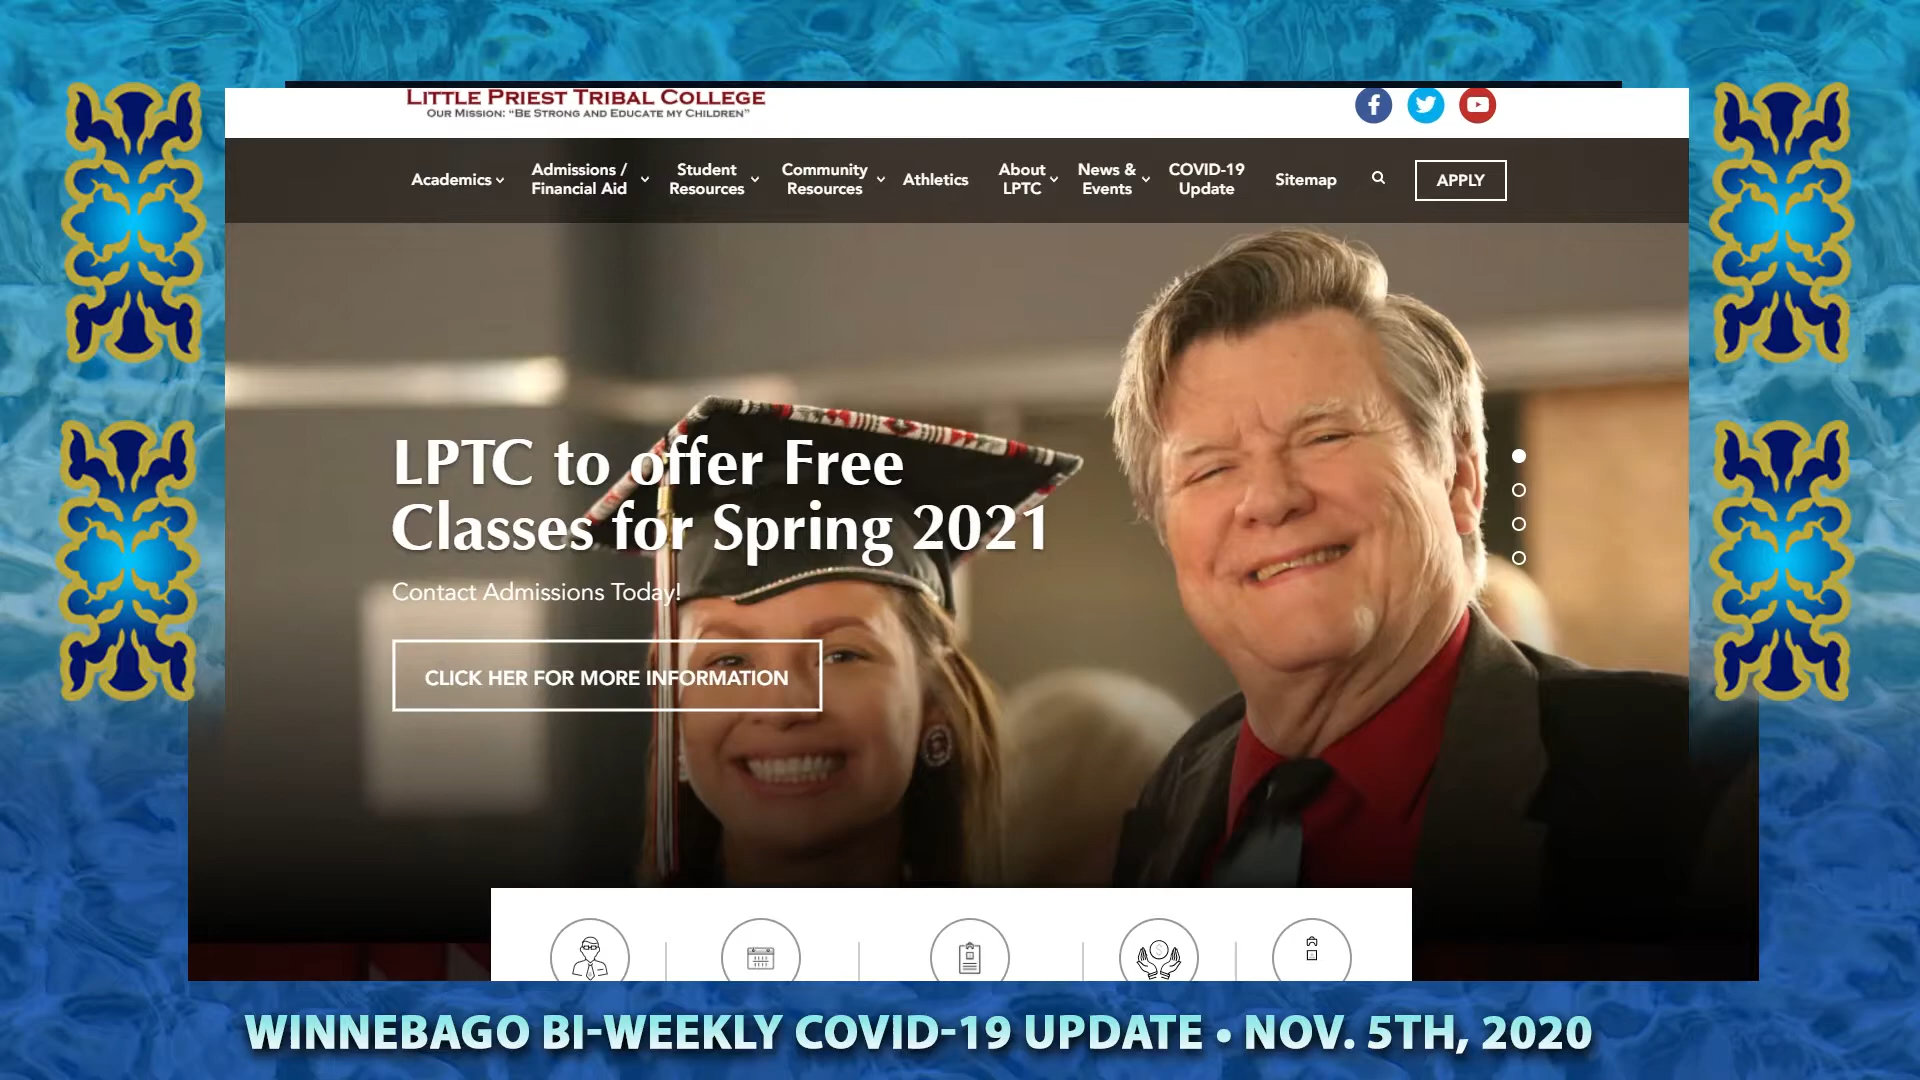 LITTLE PRIEST TRIBAL COLLEGE
OUR MISSION: "BE STRONG AND EDUCATE MY CHILDREN"
Academics
Admissions /
Financial Aid
Student
Resources
Community
Resources
Athletics
About
LPTC
News &
Events
COVID-19
Update
Sitemap
APPLY
LPTC to offer Free
Classes for Spring 2021
Contact Admissions Today!
CLICK HER FOR MORE INFORMATION
WINNEBAGO BI-WEEKLY COVID-19 UPDATE • NOV. 5TH, 2020